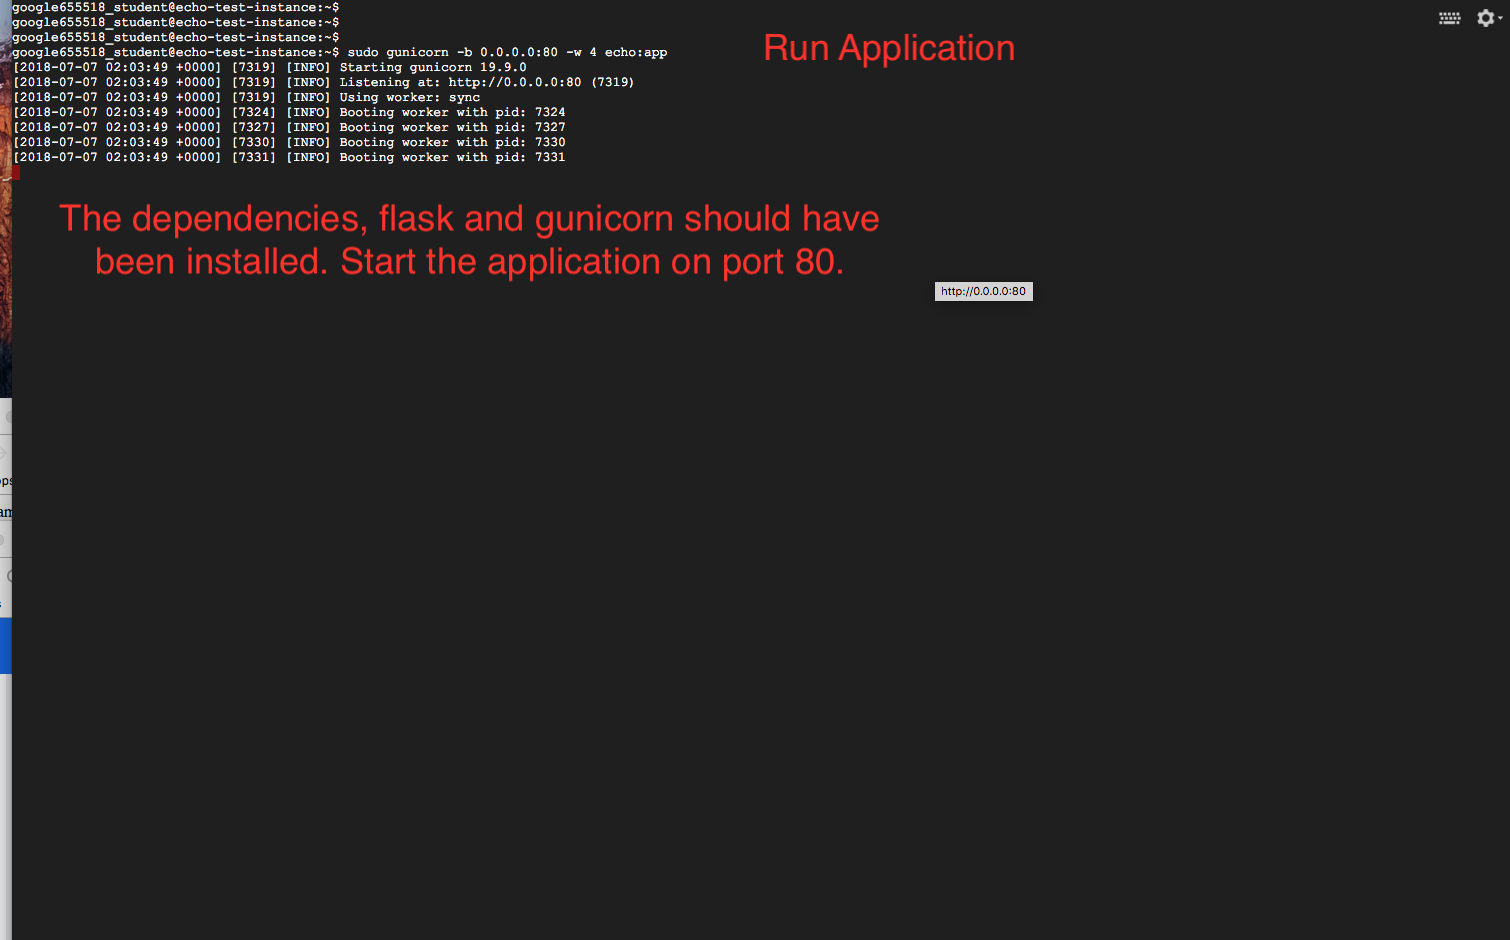 google655518_student@echo-test-instance:~$
google655518_student@echo-test-instance:~$
google655518_student@echo-test-instance:~$
google655518_student@echo-test-instance:~$ sudo gunicorn -b 0.0.0.0:80 -w 4 echo:app
[2018-07-07 02:03:49 +0000] [7319] [INFO] Starting gunicorn 19.9.0
[2018-07-07 02:03:49 +0000] [7319] [INFO] Listening at: http://0.0.0.0:80 (7319)
[2018-07-07 02:03:49 +0000] [7319] [INFO] Using worker: sync
[2018-07-07 02:03:49 +0000] [7324] [INFO] Booting worker with pid: 7324
[2018-07-07 02:03:49 +0000] [7327] [INFO] Booting worker with pid: 7327
[2018-07-07 02:03:49 +0000] [7330] [INFO] Booting worker with pid: 7330
[2018-07-07 02:03:49 +0000] [7331] [INFO] Booting worker with pid: 7331
Run Application
The dependencies, flask and gunicorn should have
been installed. Start the application on port 80.
http://0.0.0.0:80